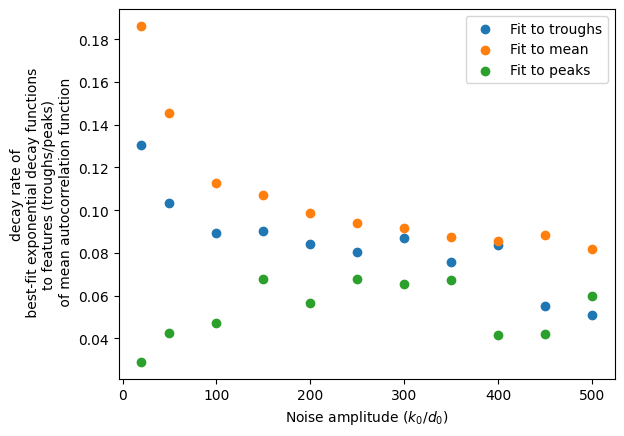 Fit to troughs
Fit to mean
Fit to peaks
0.18
0.16
0.14
0.12
0.10
0.08
0.06
0.04
decay rate of
best-fit exponential decay functions
to features (troughs/peaks)
of mean autocorrelation function
0 100 200 300 400 500
Noise amplitude (k₀/d₀)